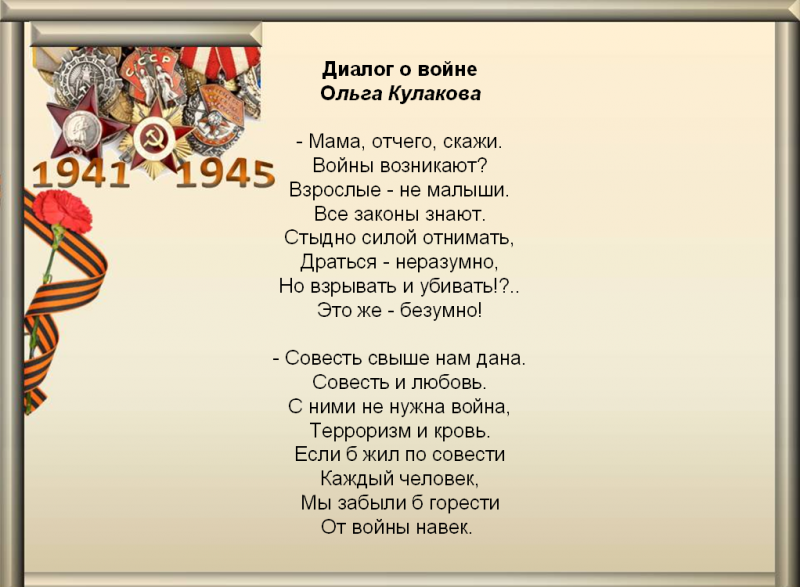 СССР
1941 1945
Диалог о войне
Ольга Кулакова
- Мама, отчего, скажи.
Войны возникают?
Взрослые - не малыши.
Все законы знают.
Стыдно силой отнимать,
Драться - неразумно,
Но взрывать и убивать!?..
Это же - безумно!
- Совесть свыше нам дана.
Совесть и любовь.
С ними не нужна война,
Терроризм и кровь.
Если б жил по совести
Каждый человек,
Мы забыли б горести
От войны навек.